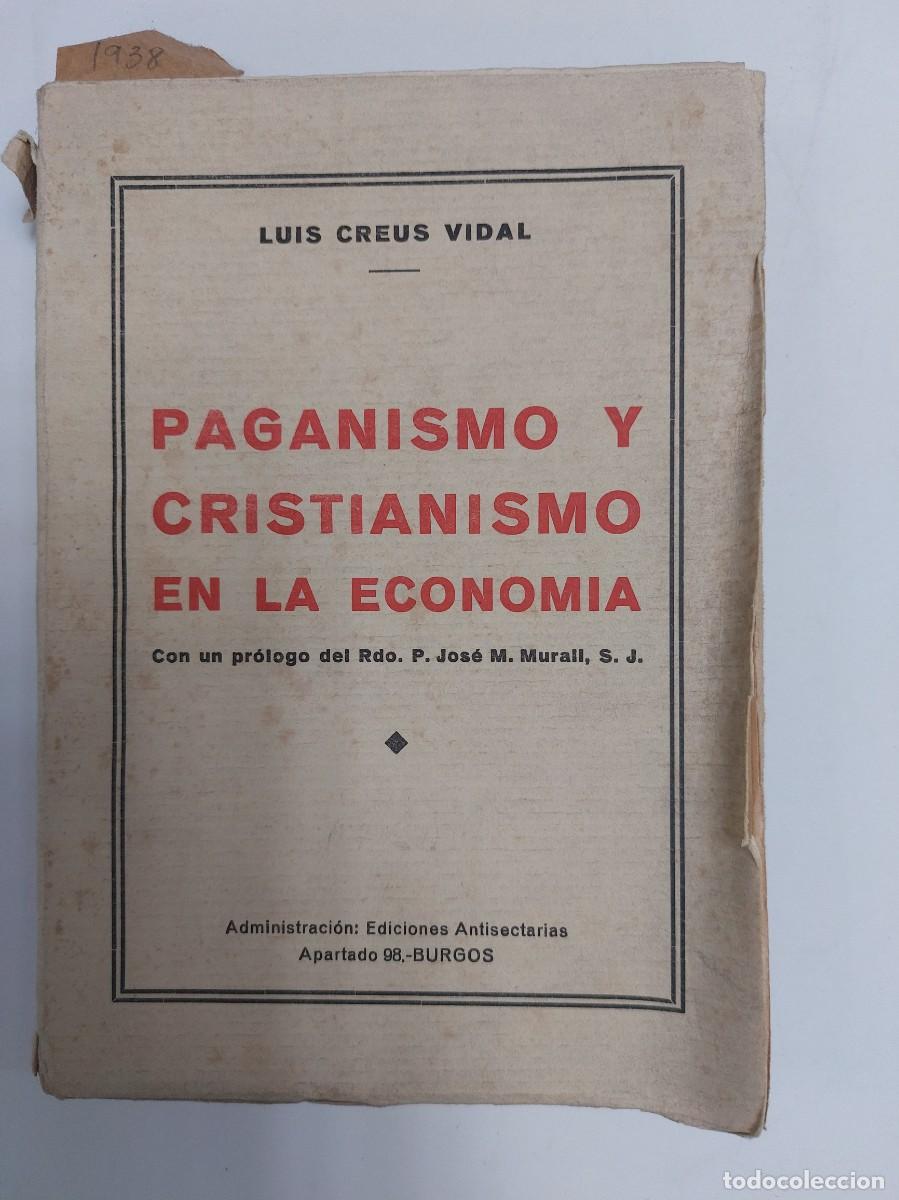 1938
LUIS CREUS VIDAL
PAGANISMO Y
CRISTIANISMO
EN LA ECONOMIA
Con un prólogo del Rdo. P. José M. Murall, S. J.
Administración: Ediciones Antisectarias
Apartado 98.-BURGOS
todocoleccion